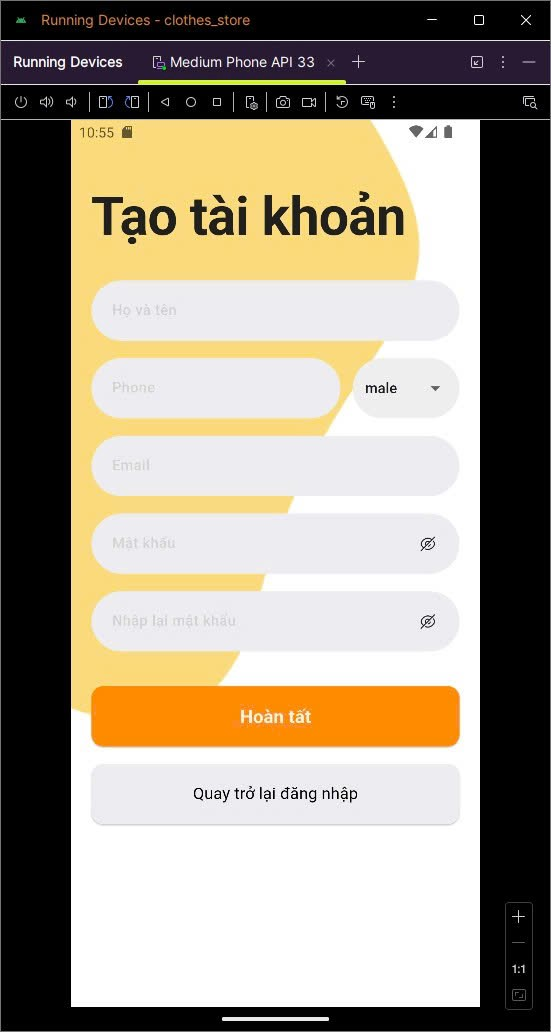 Running Devices - clothes_store
Running Devices Medium Phone API 33
10:55
Tạo tài khoản
Họ và tên
Phone male
Email
Mật khẩu
Nhập lại mật khẩu
Hoàn tất
Quay trở lại đăng nhập
1:1